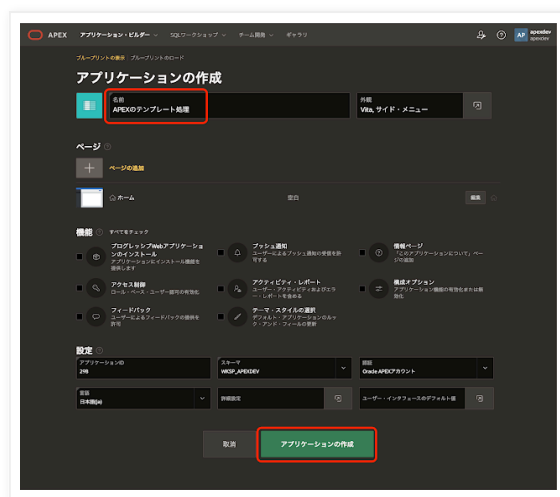 APEX アプリケーション・ビルダー SQLワークショップ チーム開発 ギャラリ AP apexdev
apexdev
ブループリントの表示 ブループリントのロード
アプリケーションの作成
名前
APEXのテンプレート処理
外観
Vita, サイド・メニュー
ページ
ページの追加
ホーム 空白 編集
機能 すべてをチェック
プログレッシブWebアプリケーションのインストール
アプリケーションにインストール機能を提供します
プッシュ通知
ユーザーによるプッシュ通知の受信を許可する
情報ページ
「このアプリケーションについて」ページの追加
アクセス制御
ロール・ベース・ユーザー認可の有効化
アクティビティ・レポート
ユーザー・アクティビティおよびエラー・レポートを含める
構成オプション
アプリケーション機能の有効化または無効化
フィードバック
ユーザーによるフィードバックの提供を許可
テーマ・スタイルの選択
デフォルト・アプリケーションのルック・アンド・フィールの更新
設定
アプリケーションID
298
スキーマ
WKSP_APEXDEV
認証
Oracle APEXアカウント
言語
日本語(ja)
詳細設定
ユーザー・インタフェースのデフォルト値
取消
アプリケーションの作成